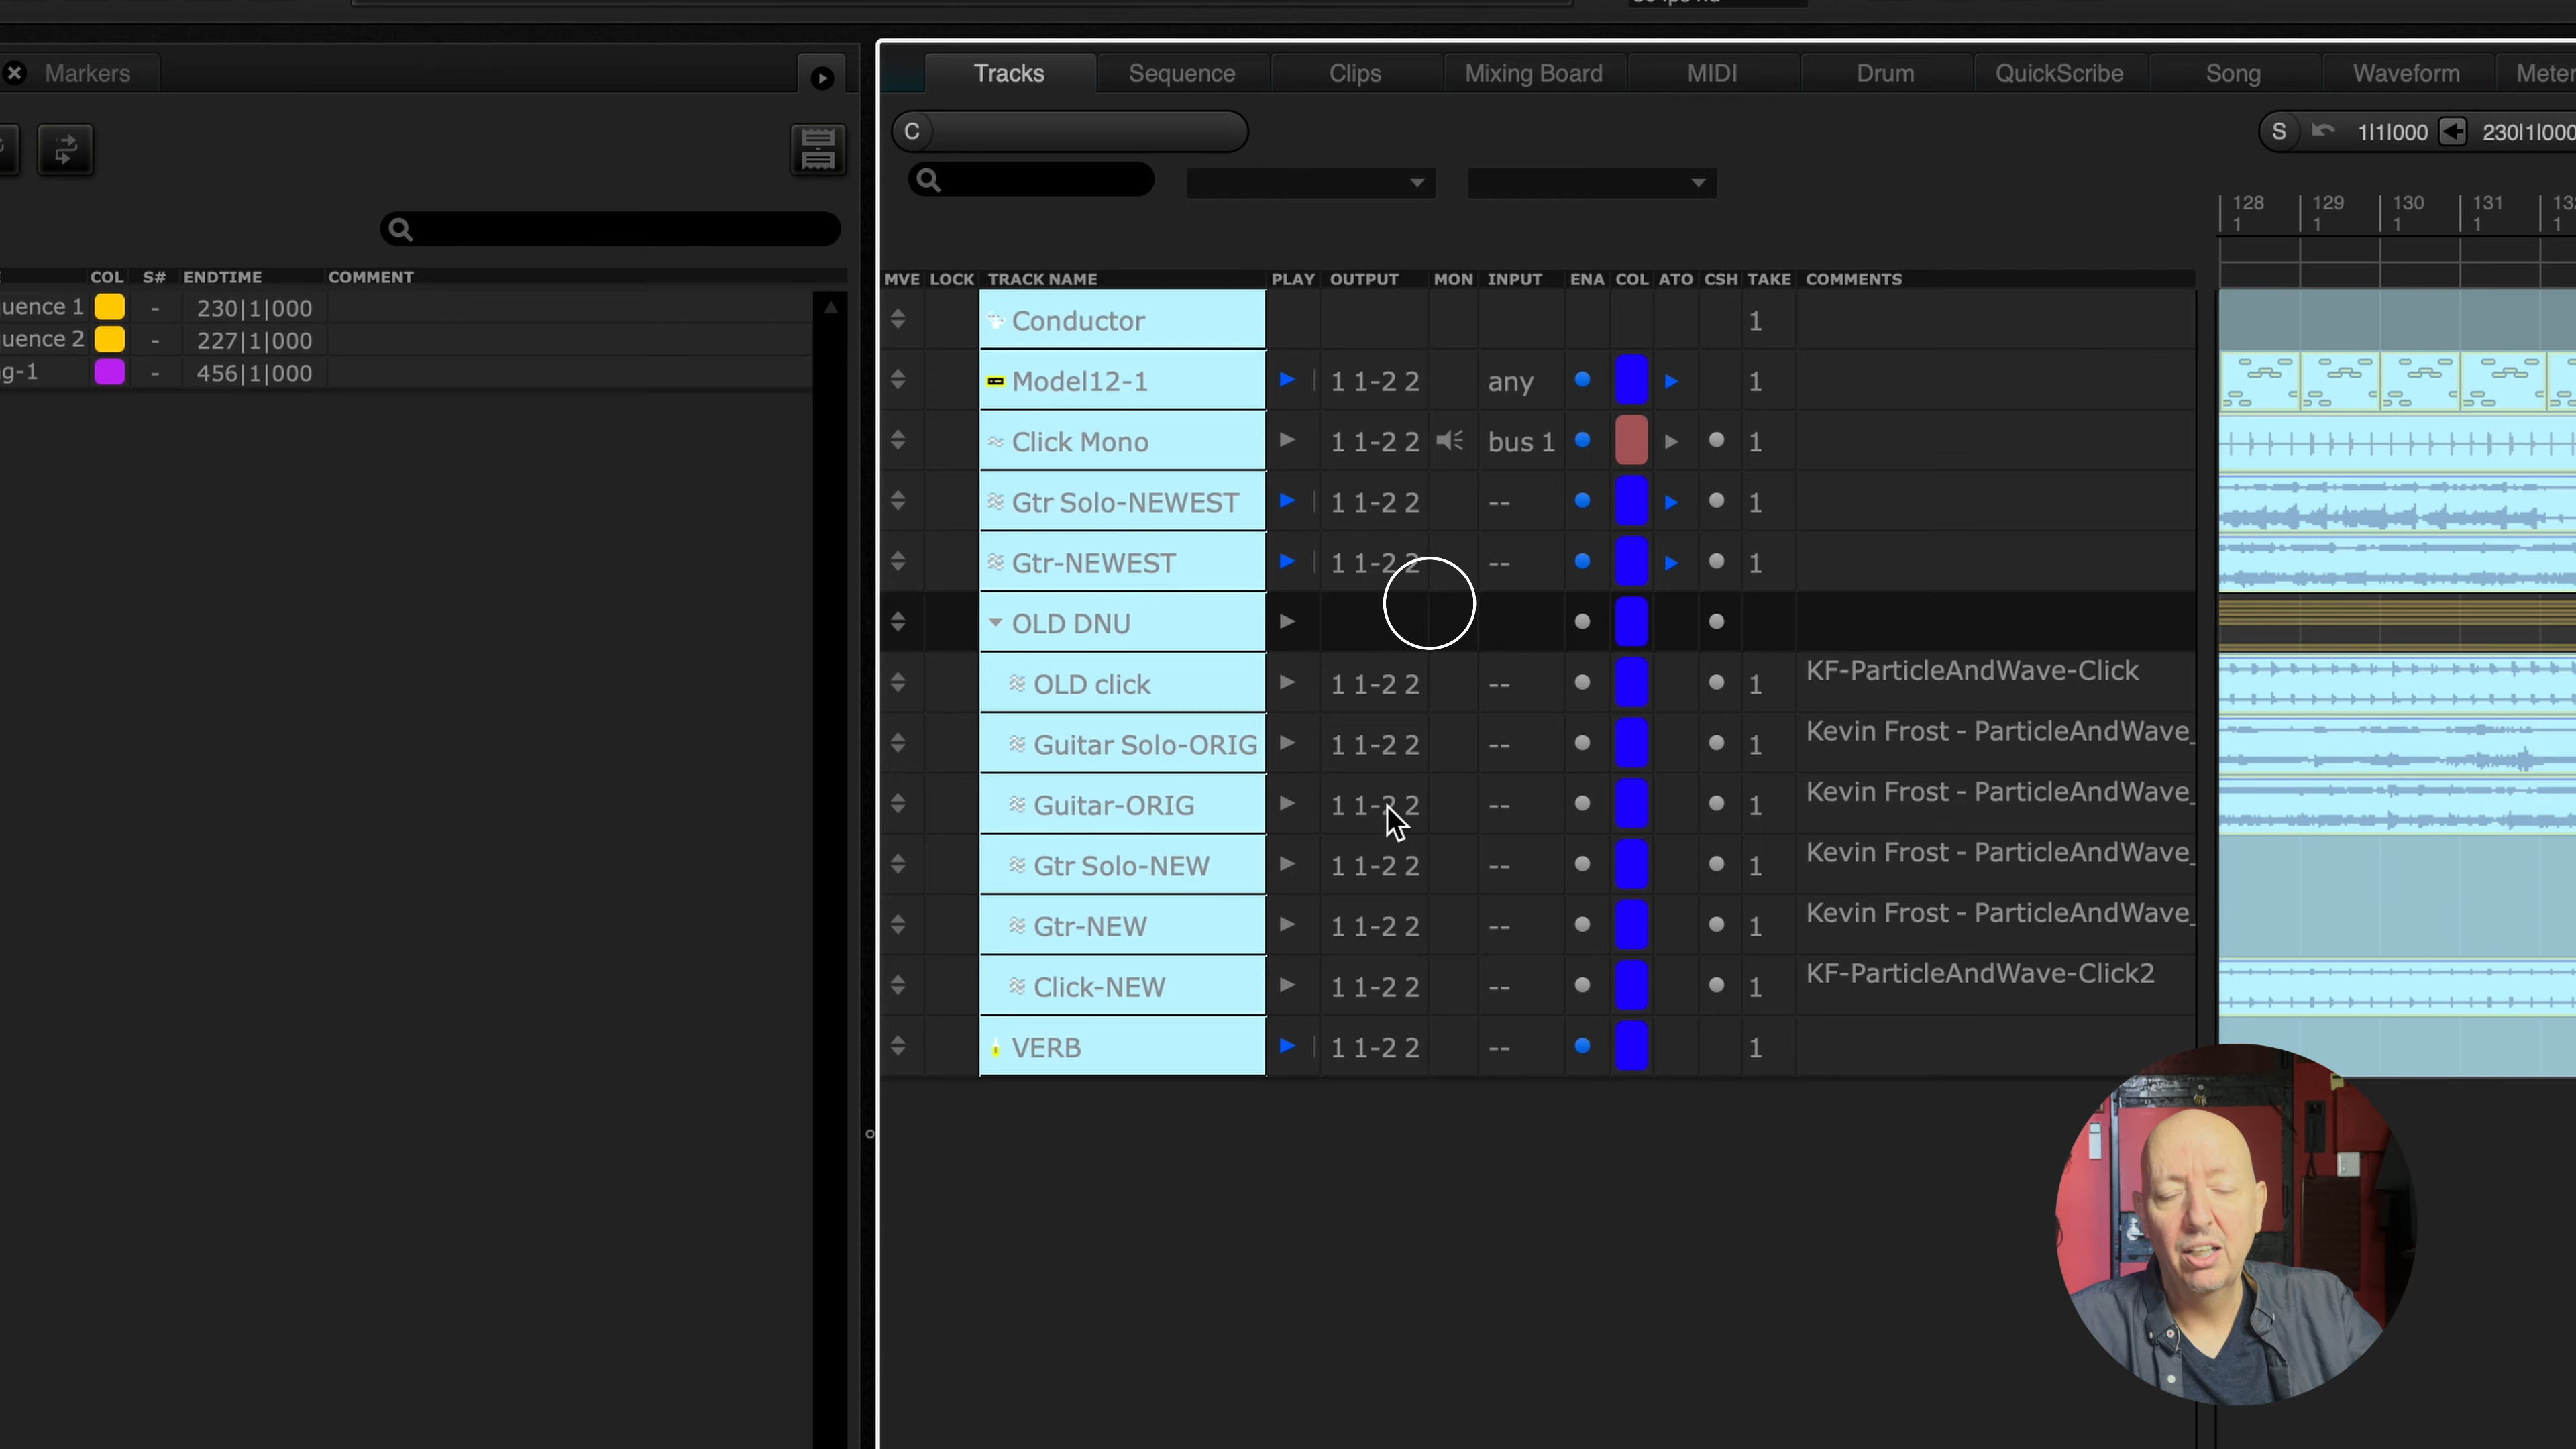 Markers
Tracks
Sequence
Clips
Mixing Board
MIDI
Drum
QuickScribe
Song
Waveform
C
S
1|1|000
128
129
130
131
1
1
1
1
1
COL S# ENDTIME COMMENT
uence 1 - 230|1|000
uence 2 - 227|1|000
g-1 - 456|1|000
MVE LOCK TRACK NAME PLAY OUTPUT MON INPUT ENA COL ATO CSH TAKE COMMENTS
Conductor 1
Model12-1 1 1-2 2 any 1
Click Mono 1 1-2 2 bus 1 1
Gtr Solo-NEWEST 1 1-2 2 -- 1
Gtr-NEWEST 1 1-2 2 -- 1
OLD DNU
OLD click 1 1-2 2 -- 1 KF-ParticleAndWave-Click
Guitar Solo-ORIG 1 1-2 2 -- 1 Kevin Frost - ParticleAndWave_
Guitar-ORIG 1 1-2 2 -- 1 Kevin Frost - ParticleAndWave_
Gtr Solo-NEW 1 1-2 2 -- 1 Kevin Frost - ParticleAndWave_
Gtr-NEW 1 1-2 2 -- 1 Kevin Frost - ParticleAndWave_
Click-NEW 1 1-2 2 -- 1 KF-ParticleAndWave-Click2
VERB 1 1-2 2 -- 1